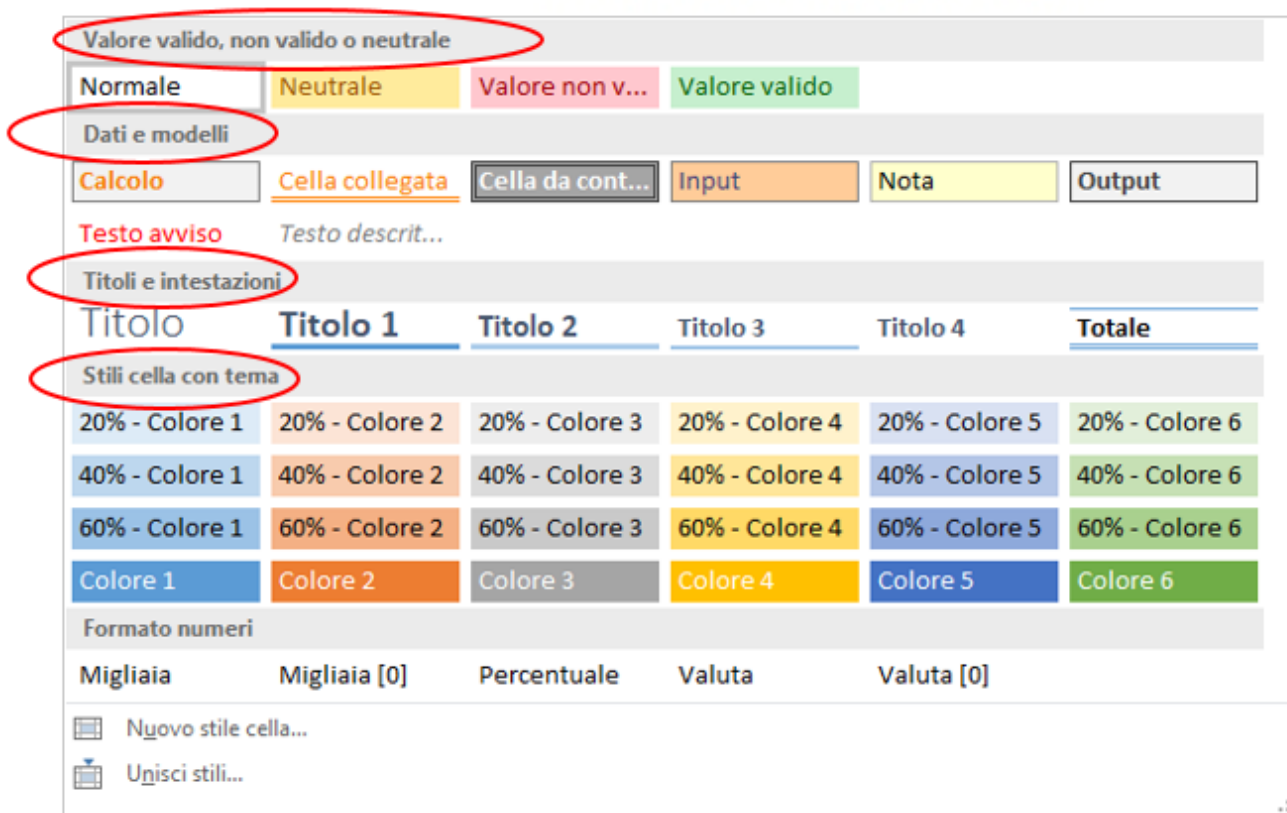 Valore valido, non valido o neutrale
Normale Neutrale Valore non v... Valore valido
Dati e modelli
Calcolo Cella collegata Cella da cont... Input Nota Output
Testo avviso Testo descrit...
Titoli e intestazioni
Titolo Titolo 1 Titolo 2 Titolo 3 Titolo 4 Totale
Stili cella con tema
20% - Colore 1 20% - Colore 2 20% - Colore 3 20% - Colore 4 20% - Colore 5 20% - Colore 6
40% - Colore 1 40% - Colore 2 40% - Colore 3 40% - Colore 4 40% - Colore 5 40% - Colore 6
60% - Colore 1 60% - Colore 2 60% - Colore 3 60% - Colore 4 60% - Colore 5 60% - Colore 6
Colore 1 Colore 2 Colore 3 Colore 4 Colore 5 Colore 6
Formato numeri
Migliaia Migliaia [0] Percentuale Valuta Valuta [0]
Nuovo stile cella...
Unisci stili...